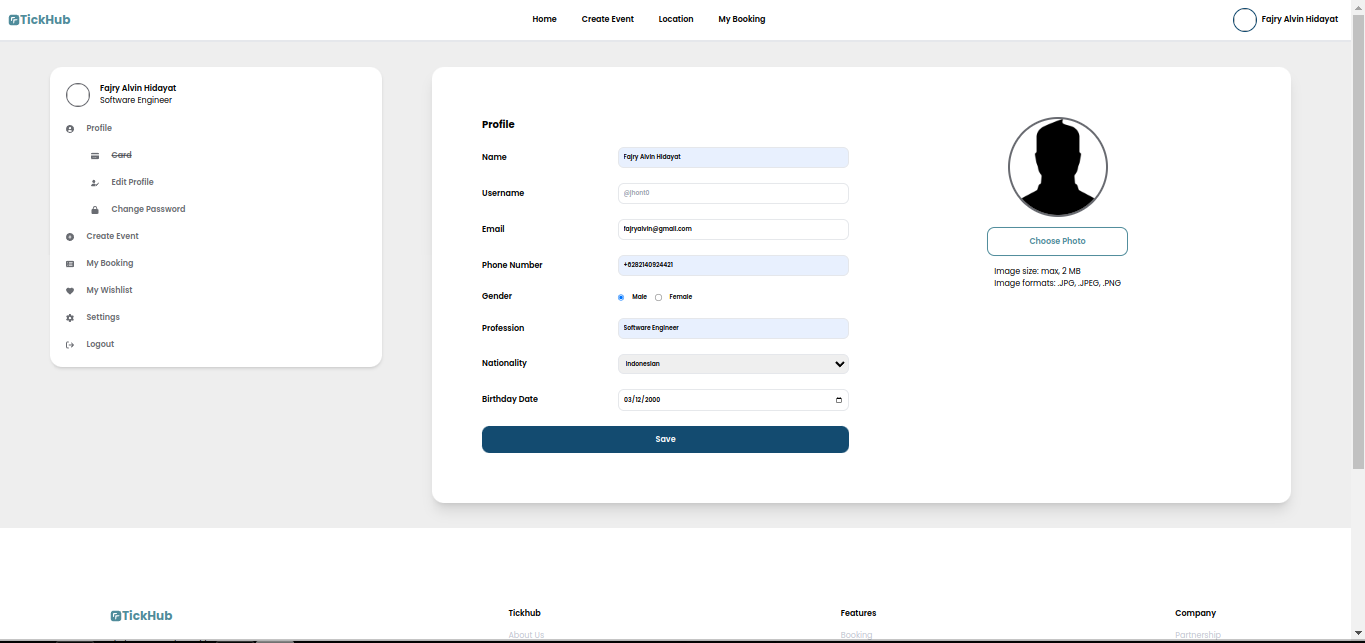 TickHub
Home Create Event Location My Booking
Fajry Alvin Hidayat
Fajry Alvin Hidayat
Software Engineer
Profile
Card
Edit Profile
Change Password
Create Event
My Booking
My Wishlist
Settings
Logout
Profile
Name Fajry Alvin Hidayat
Username @jhont0
Email fajryalvin@gmail.com
Phone Number +6282140924421
Gender Male Female
Profession Software Engineer
Nationality Indonesian
Birthday Date 03/12/2000
Save
Choose Photo
Image size: max, 2 MB
Image formats: .JPG, .JPEG, .PNG
TickHub
Tickhub Features Company
About Us Booking Partnership